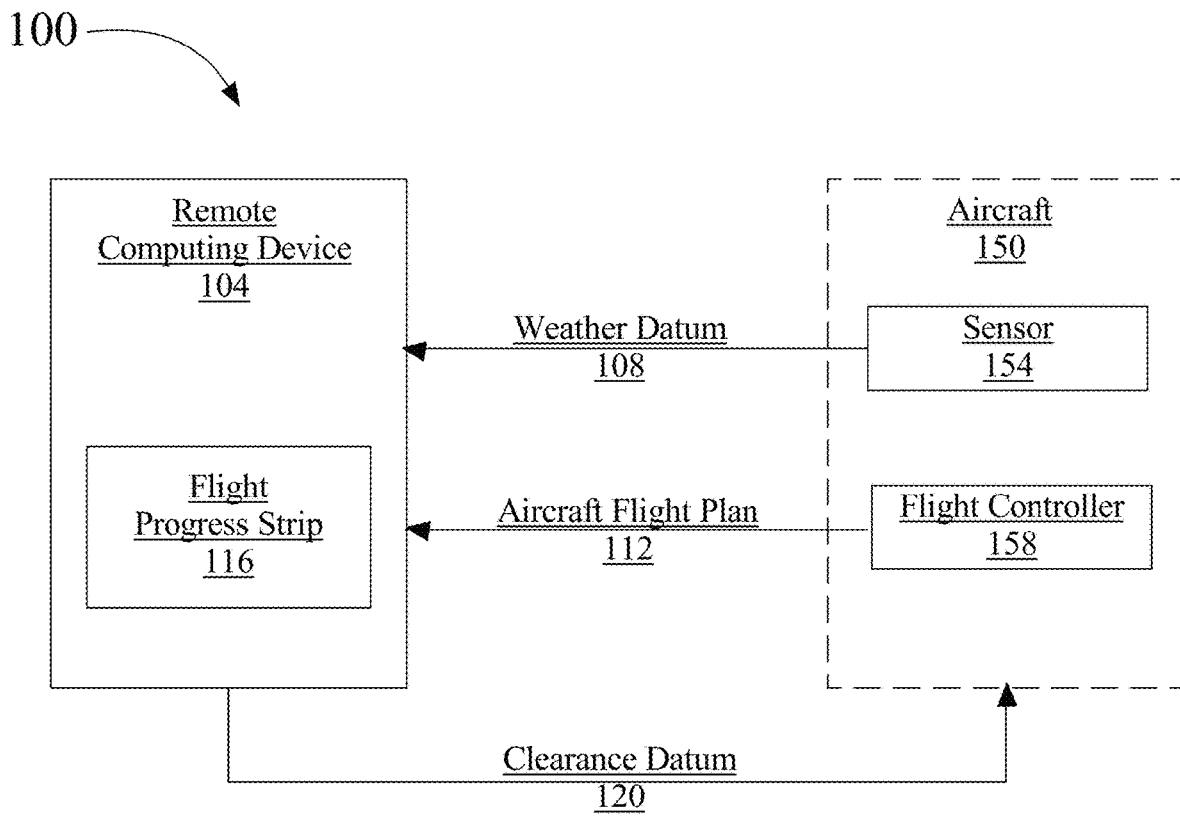 100
Remote
Computing Device
104
Aircraft
150
Weather Datum
108
Sensor
154
Flight
Progress Strip
116
Aircraft Flight Plan
112
Flight Controller
158
Clearance Datum
120